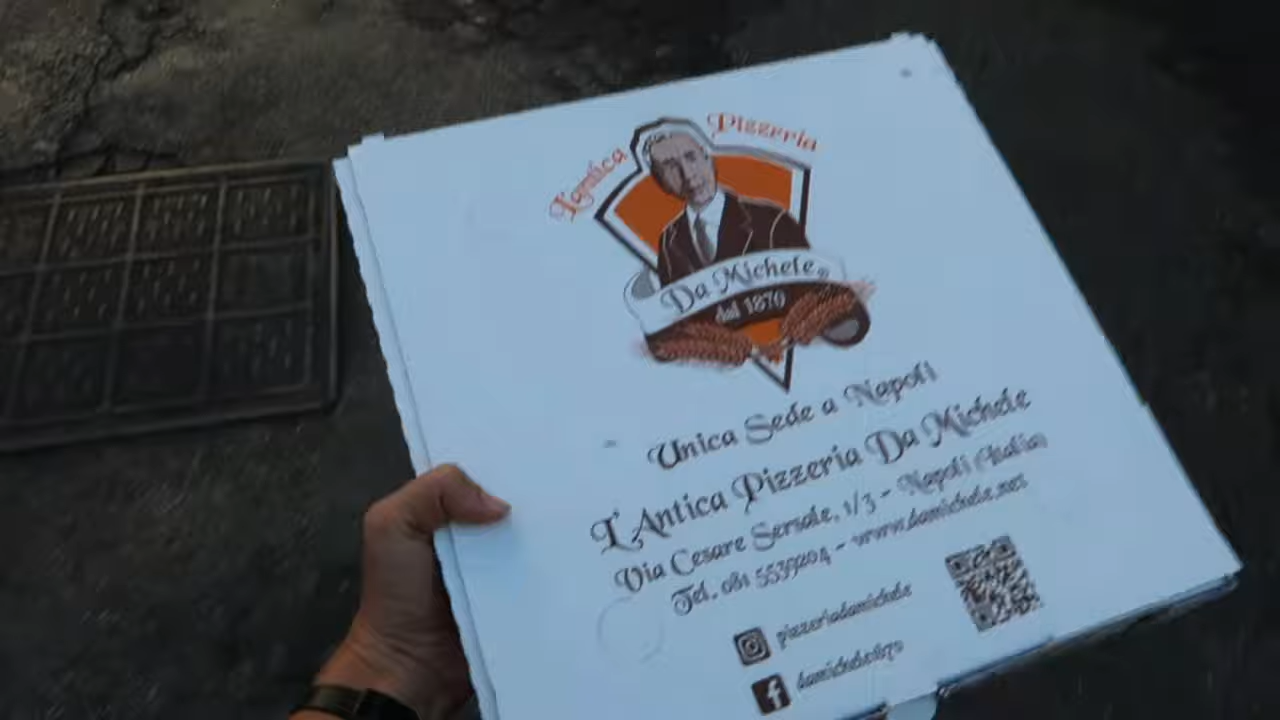 L'Antica Pizzeria
Da Michele®
dal 1870
Unica Sede a Napoli
L'Antica Pizzeria Da Michele
Via Cesare Sersale, 1/3 - Napoli (Italia)
Tel. 081 5539204 - www.damichele.net
pizzeriadamichele
damichele1870